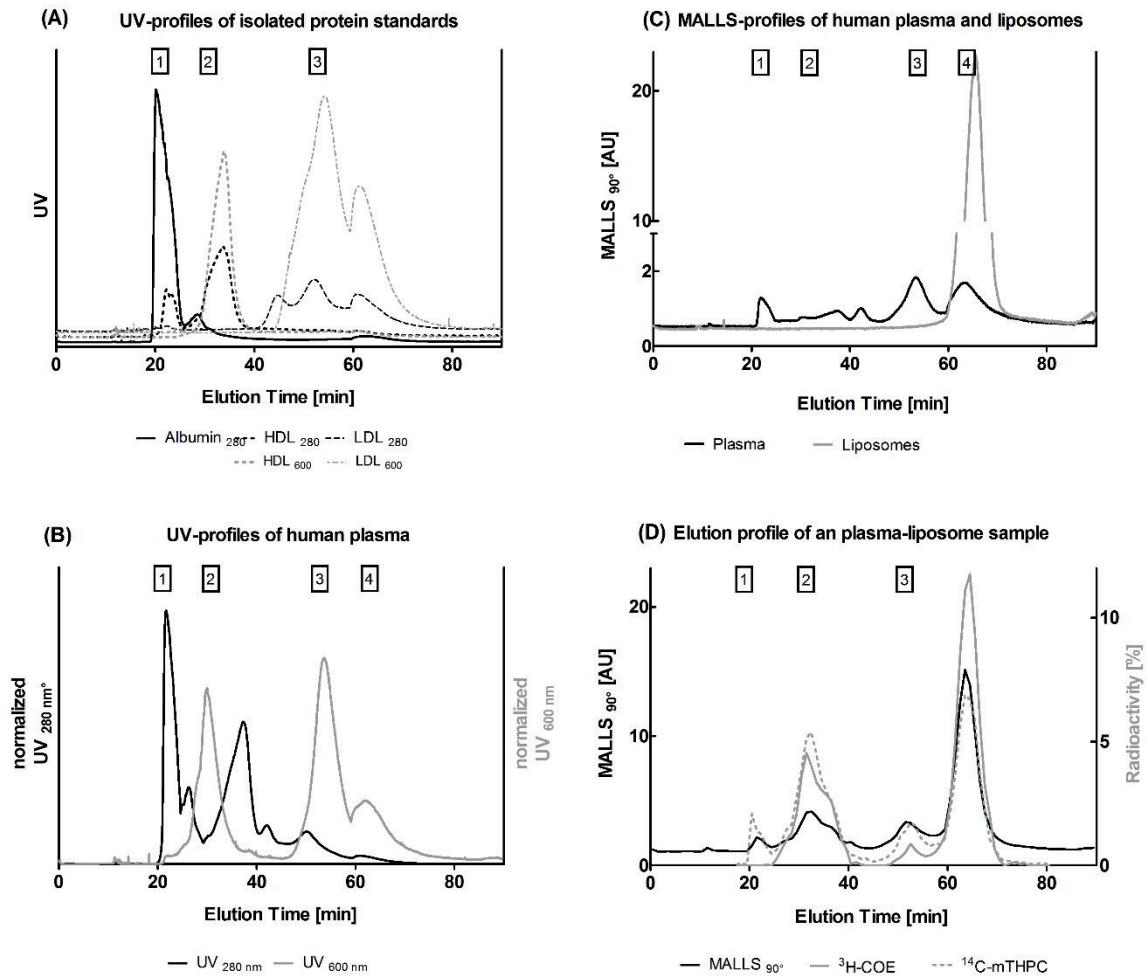 (A)
UV-profiles of isolated protein standards
1 2 3
UV
0 20 40 60 80
Elution Time [min]
Albumin 280 HDL 280 LDL 280
HDL 600 LDL 600
(C) MALLS-profiles of human plasma and liposomes
1 2 3 4
MALLS 90° [AU]
20
10
2
0
0 20 40 60 80
Elution Time [min]
Plasma Liposomes
(B)
UV-profiles of human plasma
1 2 3 4
normalized
UV 280 nm°
normalized
UV 600 nm
0 20 40 60 80
Elution Time [min]
UV 280 nm UV 600 nm
(D) Elution profile of an plasma-liposome sample
1 2 3
MALLS 90° [AU]
20
10
0
Radioactivity [%]
10
5
0
0 20 40 60 80
Elution Time [min]
MALLS 90° ³H-COE ¹⁴C-mTHPC